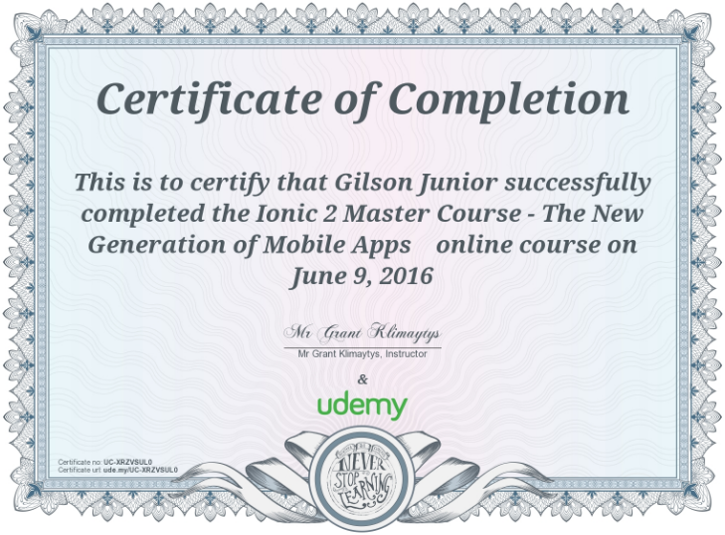 Certificate of Completion
This is to certify that Gilson Junior successfully
completed the Ionic 2 Master Course - The New
Generation of Mobile Apps    online course on
June 9, 2016
Mr Grant Klimaytys
Mr Grant Klimaytys, Instructor
&
udemy
NEVER
STOP
LEARNING
Certificate no: UC-XRZVSUL0
Certificate url: ude.my/UC-XRZVSUL0